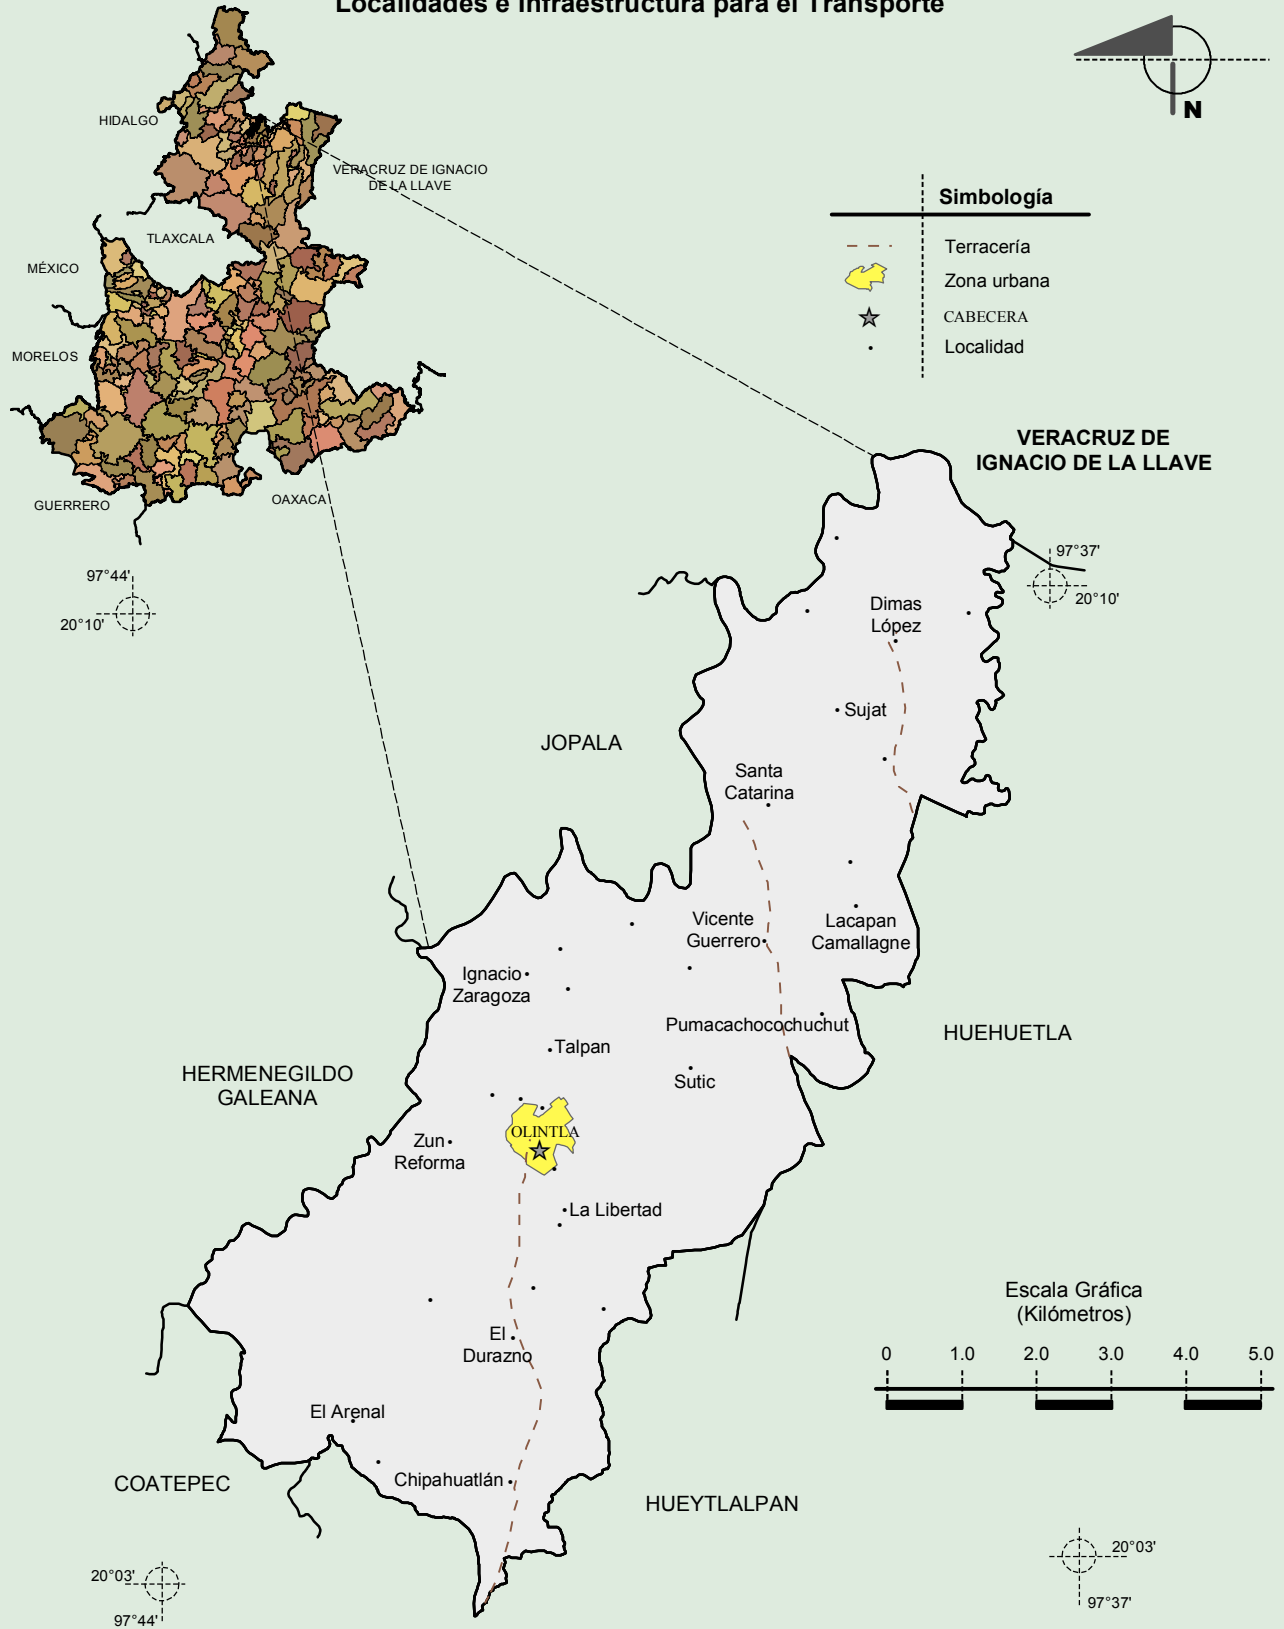 Localidades e Infraestructura para el Transporte
N
HIDALGO
VERACRUZ DE IGNACIO
DE LA LLAVE
TLAXCALA
MÉXICO
MORELOS
GUERRERO
OAXACA
Simbología
Terracería
Zona urbana
CABECERA
Localidad
VERACRUZ DE
IGNACIO DE LA LLAVE
97°44'
20°10'
97°37'
20°10'
Dimas
López
Sujat
JOPALA
Santa
Catarina
Vicente
Guerrero
Lacapan
Camallagne
Ignacio
Zaragoza
Pumacachocochuchut
HUEHUETLA
Talpan
Sutic
HERMENEGILDO
GALEANA
OLINTLA
Zun
Reforma
La Libertad
Escala Gráfica
(Kilómetros)
0 1.0 2.0 3.0 4.0 5.0
El
Durazno
El Arenal
COATEPEC
Chipahuatlán
HUEYTLALPAN
20°03'
97°44'
20°03'
97°37'